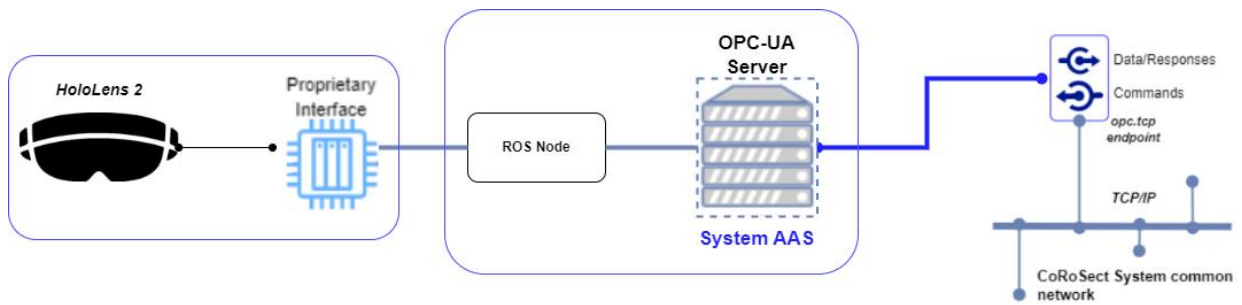 HoloLens 2
Proprietary
Interface
ROS Node
OPC-UA
Server
System AAS
Data/Responses
Commands
opc.tcp
endpoint
TCP/IP
CoRoSect System common
network